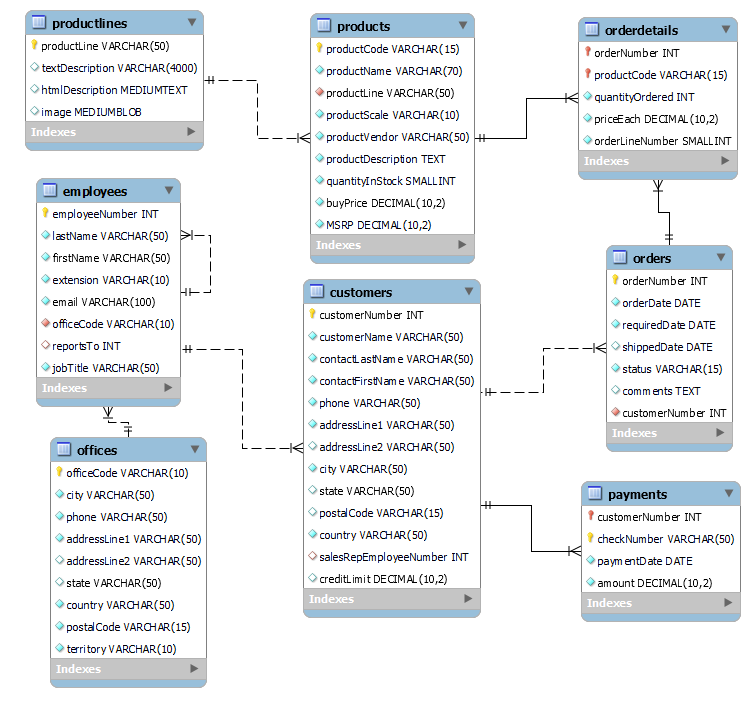 productlines
productLine VARCHAR(50)
textDescription VARCHAR(4000)
htmlDescription MEDIUMTEXT
image MEDIUMBLOB
Indexes
products
productCode VARCHAR(15)
productName VARCHAR(70)
productLine VARCHAR(50)
productScale VARCHAR(10)
productVendor VARCHAR(50)
productDescription TEXT
quantityInStock SMALLINT
buyPrice DECIMAL(10,2)
MSRP DECIMAL(10,2)
Indexes
orderdetails
orderNumber INT
productCode VARCHAR(15)
quantityOrdered INT
priceEach DECIMAL(10,2)
orderLineNumber SMALLINT
Indexes
employees
employeeNumber INT
lastName VARCHAR(50)
firstName VARCHAR(50)
extension VARCHAR(10)
email VARCHAR(100)
officeCode VARCHAR(10)
reportsTo INT
jobTitle VARCHAR(50)
Indexes
customers
customerNumber INT
customerName VARCHAR(50)
contactLastName VARCHAR(50)
contactFirstName VARCHAR(50)
phone VARCHAR(50)
addressLine1 VARCHAR(50)
addressLine2 VARCHAR(50)
city VARCHAR(50)
state VARCHAR(50)
postalCode VARCHAR(15)
country VARCHAR(50)
salesRepEmployeeNumber INT
creditLimit DECIMAL(10,2)
Indexes
orders
orderNumber INT
orderDate DATE
requiredDate DATE
shippedDate DATE
status VARCHAR(15)
comments TEXT
customerNumber INT
Indexes
offices
officeCode VARCHAR(10)
city VARCHAR(50)
phone VARCHAR(50)
addressLine1 VARCHAR(50)
addressLine2 VARCHAR(50)
state VARCHAR(50)
country VARCHAR(50)
postalCode VARCHAR(15)
territory VARCHAR(10)
Indexes
payments
customerNumber INT
checkNumber VARCHAR(50)
paymentDate DATE
amount DECIMAL(10,2)
Indexes